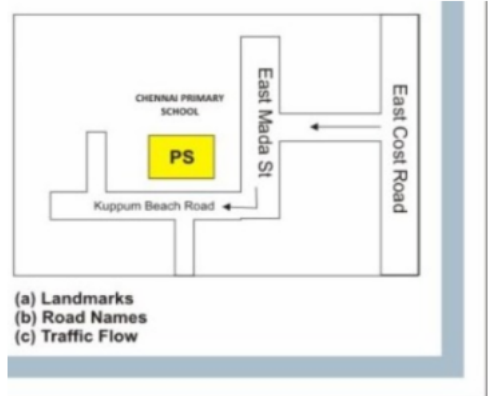 CHENNAI PRIMARY
SCHOOL
PS
East Mada St
East Cost Road
Kuppum Beach Road
(a) Landmarks
(b) Road Names
(c) Traffic Flow